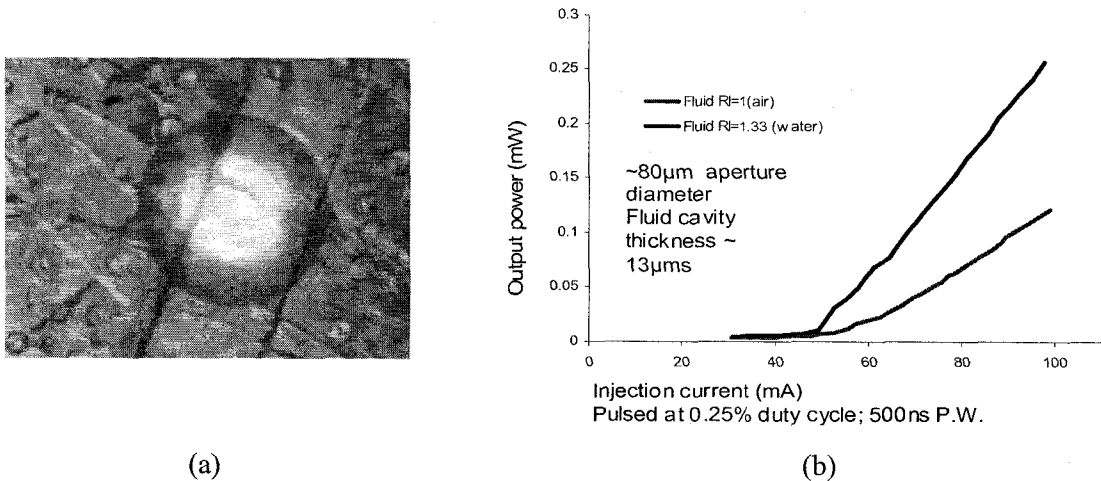 0.3
0.25
0.2
0.15
0.1
0.05
0
Output power (mW)
Fluid RI=1(air)
Fluid RI=1.33 (water)
~80µm aperture
diameter
Fluid cavity
thickness ~
13µms
0 20 40 60 80 100
Injection current (mA)
Pulsed at 0.25% duty cycle; 500ns P.W.
(a) (b)